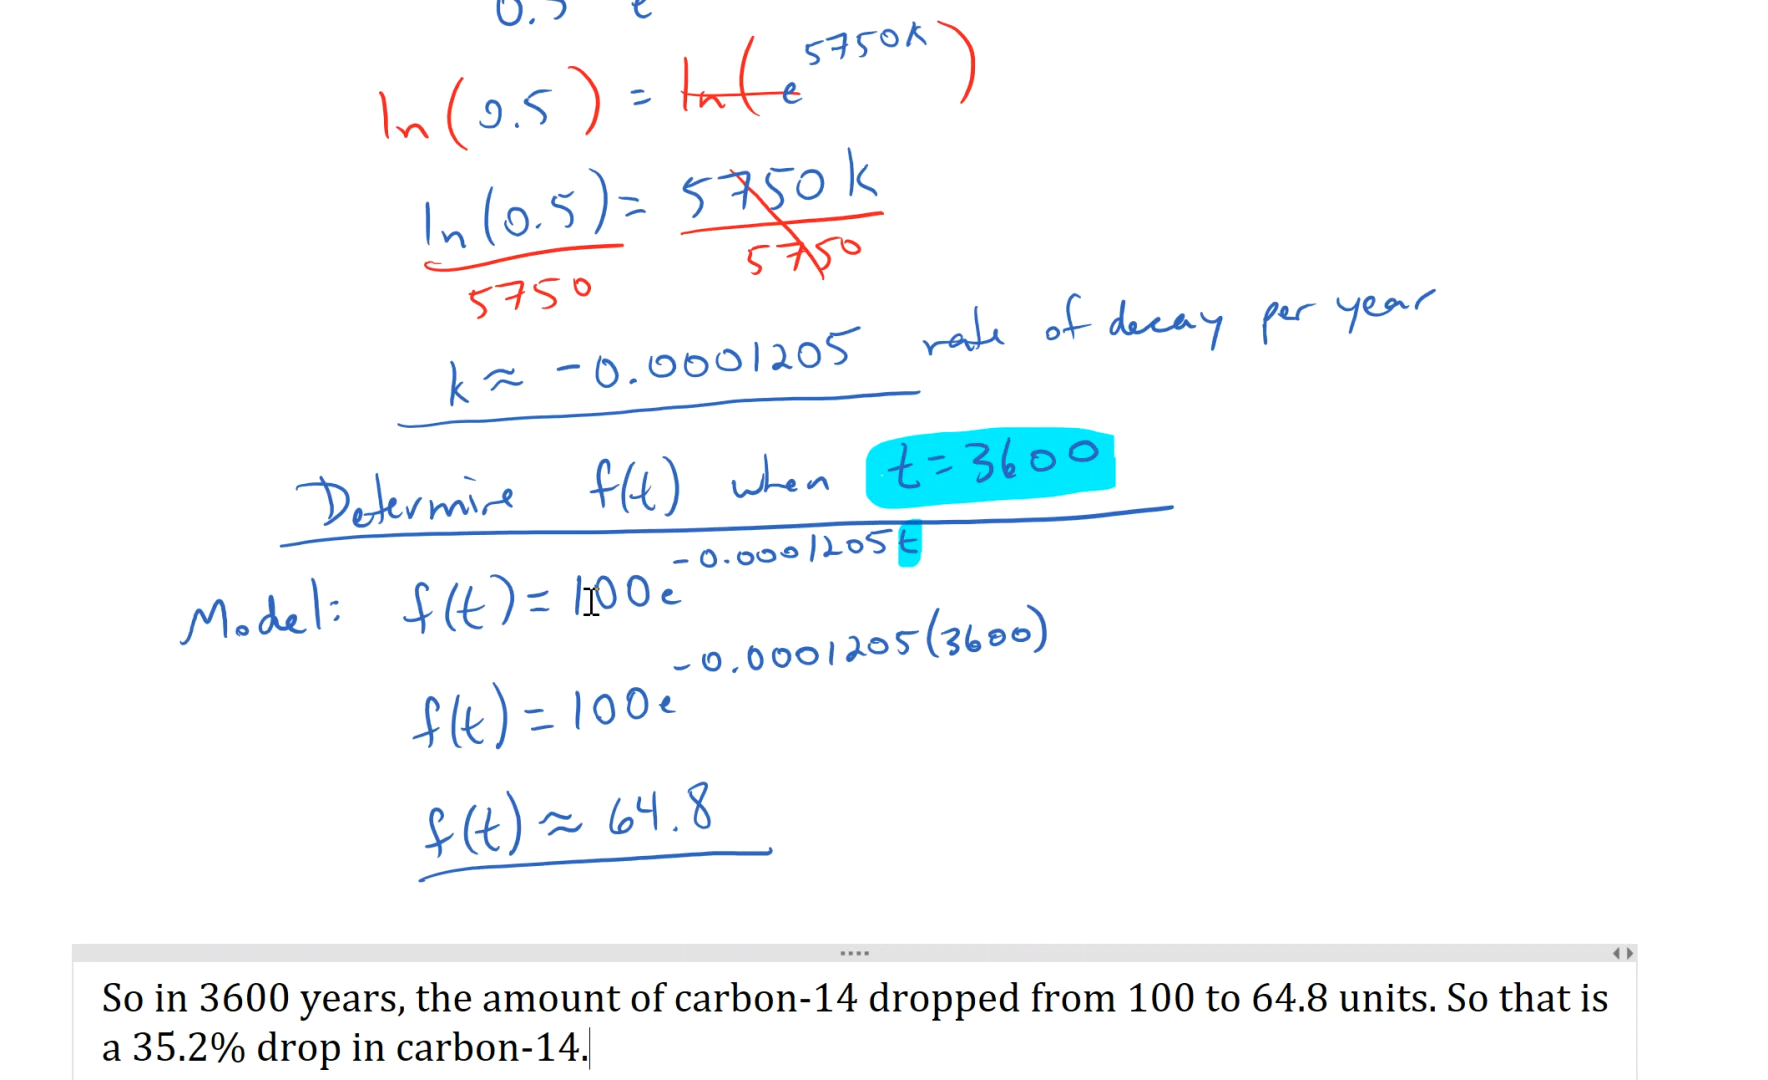 0.5 e
ln(0.5) = ln(e^5750k)
ln(0.5) = 5750k
5750 5750
k ≈ -0.0001205 rate of decay per year
Determine f(t) when t=3600
Model: f(t) = 100e^-0.0001205t
f(t) = 100e^-0.0001205(3600)
f(t) ≈ 64.8
So in 3600 years, the amount of carbon-14 dropped from 100 to 64.8 units. So that is
a 35.2% drop in carbon-14.